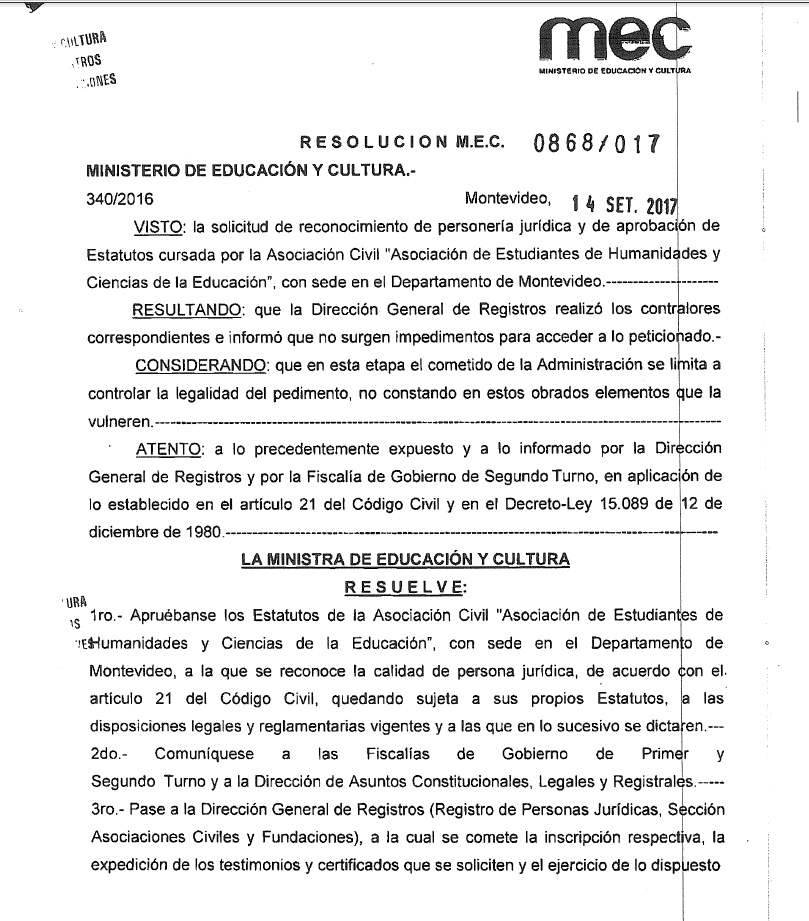 CULTURA
TROS
ONES
mec
MINISTERIO DE EDUCACIÓN Y CULTURA
RESOLUCION M.E.C. 0868/017
MINISTERIO DE EDUCACIÓN Y CULTURA.-
340/2016 Montevideo, 14 SET. 2017
VISTO: la solicitud de reconocimiento de personería jurídica y de aprobación de
Estatutos cursada por la Asociación Civil "Asociación de Estudiantes de Humanidades y
Ciencias de la Educación", con sede en el Departamento de Montevideo.--------------------
RESULTANDO: que la Dirección General de Registros realizó los contralores
correspondientes e informó que no surgen impedimentos para acceder a lo peticionado.-
CONSIDERANDO: que en esta etapa el cometido de la Administración se limita a
controlar la legalidad del pedimento, no constando en estos obrados elementos que la
vulneren.----------------------------------------------------------------------------------------------------
ATENTO: a lo precedentemente expuesto y a lo informado por la Dirección
General de Registros y por la Fiscalía de Gobierno de Segundo Turno, en aplicación de
lo establecido en el artículo 21 del Código Civil y en el Decreto-Ley 15.089 de 12 de
diciembre de 1980.---------------------------------------------------------------------------------------
LA MINISTRA DE EDUCACIÓN Y CULTURA
RESUELVE:
URA
1ro.- Apruébanse los Estatutos de la Asociación Civil "Asociación de Estudiantes de
Humanidades y Ciencias de la Educación", con sede en el Departamento de
Montevideo, a la que se reconoce la calidad de persona jurídica, de acuerdo con el
artículo 21 del Código Civil, quedando sujeta a sus propios Estatutos, a las
disposiciones legales y reglamentarias vigentes y a las que en lo sucesivo se dictaren.---
2do.- Comuníquese a las Fiscalías de Gobierno de Primer y
Segundo Turno y a la Dirección de Asuntos Constitucionales, Legales y Registrales.-----
3ro.- Pase a la Dirección General de Registros (Registro de Personas Jurídicas, Sección
Asociaciones Civiles y Fundaciones), a la cual se comete la inscripción respectiva, la
expedición de los testimonios y certificados que se soliciten y el ejercicio de lo dispuesto